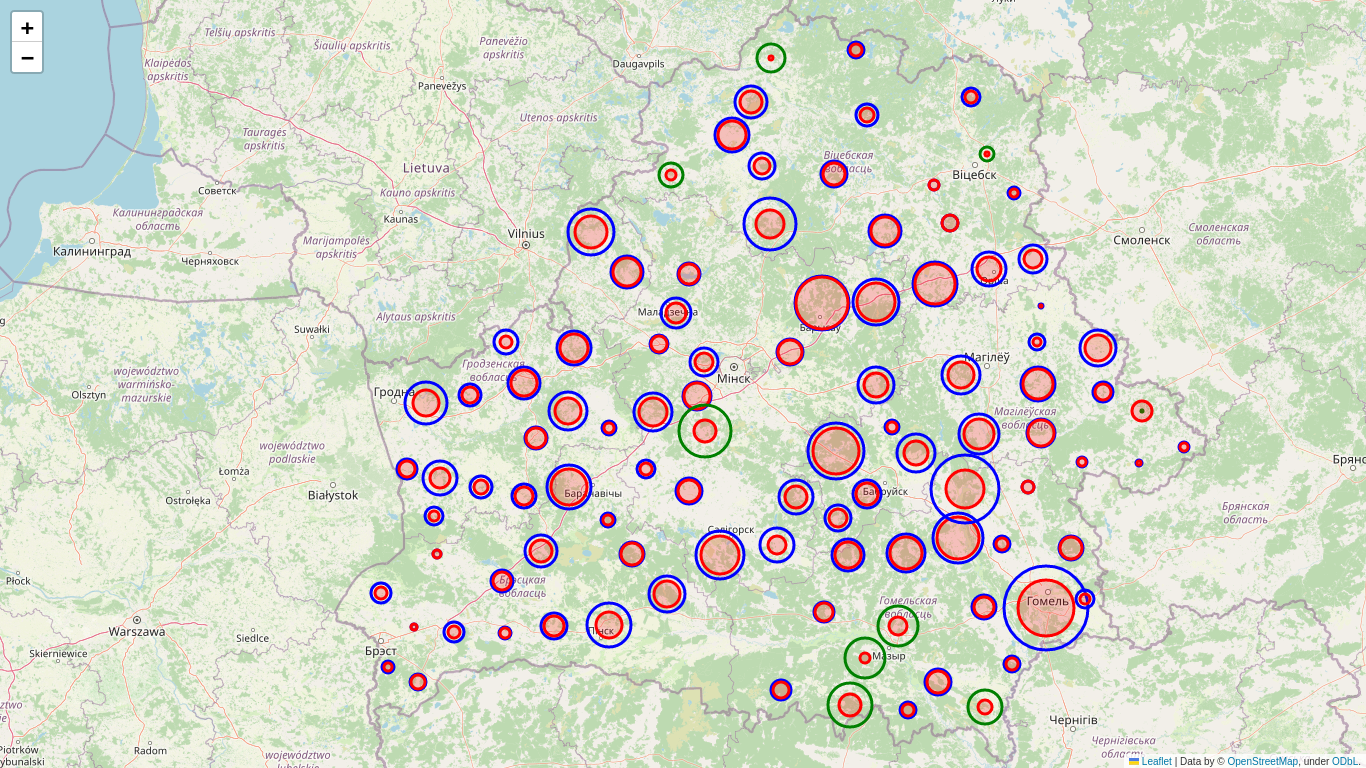 +
−
Луки
Telšių apskritis
Šiaulių apskritis
Panevėžio
apskritis
Klaipėdos
apskritis
Daugavpils
Panevėžys
Utenos apskritis
Tauragės
apskritis
Lietuva
Віцебская
вобласць
Віцебск
Советск
Kauno apskritis
Калининградская
область
Kaunas
Vilnius
Marijampolės
apskritis
Смоленск
Смоленская
область
Калининград
Черняховск
Орша
Alytaus apskritis
Маладзечна
Барысаў
Suwałki
Гродзенская
вобласць
Магілёў
Мінск
województwo
warmińsko-
mazurskie
Olsztyn
Гродна
Магілёўская
вобласць
województwo
podlaskie
Łomża
Брянс
Ostrołęka
Białystok
Баранавічы
Бабруйск
Брянская
область
Салігорск
Płock
Брэсцкая
вобласць
Гомельская
вобласць
Гомель
Warszawa
Siedlce
Пінск
Skierniewice
Брэст
Мазыр
Чернігів
Чернігівська
область
Piotrków
rybunalski
Radom
województwo
lubelskie
Leaflet | Data by © OpenStreetMap, under ODbL.